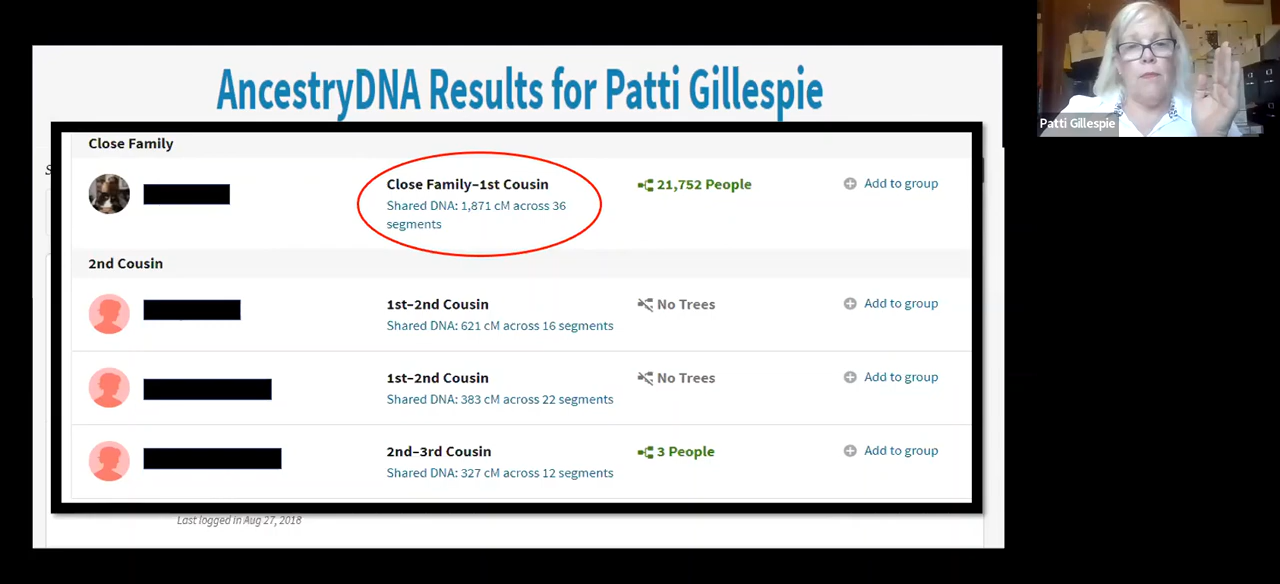 AncestryDNA Results for Patti Gillespie
Patti Gillespie
Close Family
Close Family–1st Cousin
Shared DNA: 1,871 cM across 36
segments
21,752 People
Add to group
2nd Cousin
1st–2nd Cousin
Shared DNA: 621 cM across 16 segments
No Trees
Add to group
1st–2nd Cousin
Shared DNA: 383 cM across 22 segments
No Trees
Add to group
2nd–3rd Cousin
Shared DNA: 327 cM across 12 segments
3 People
Add to group
Last logged in Aug 27, 2018